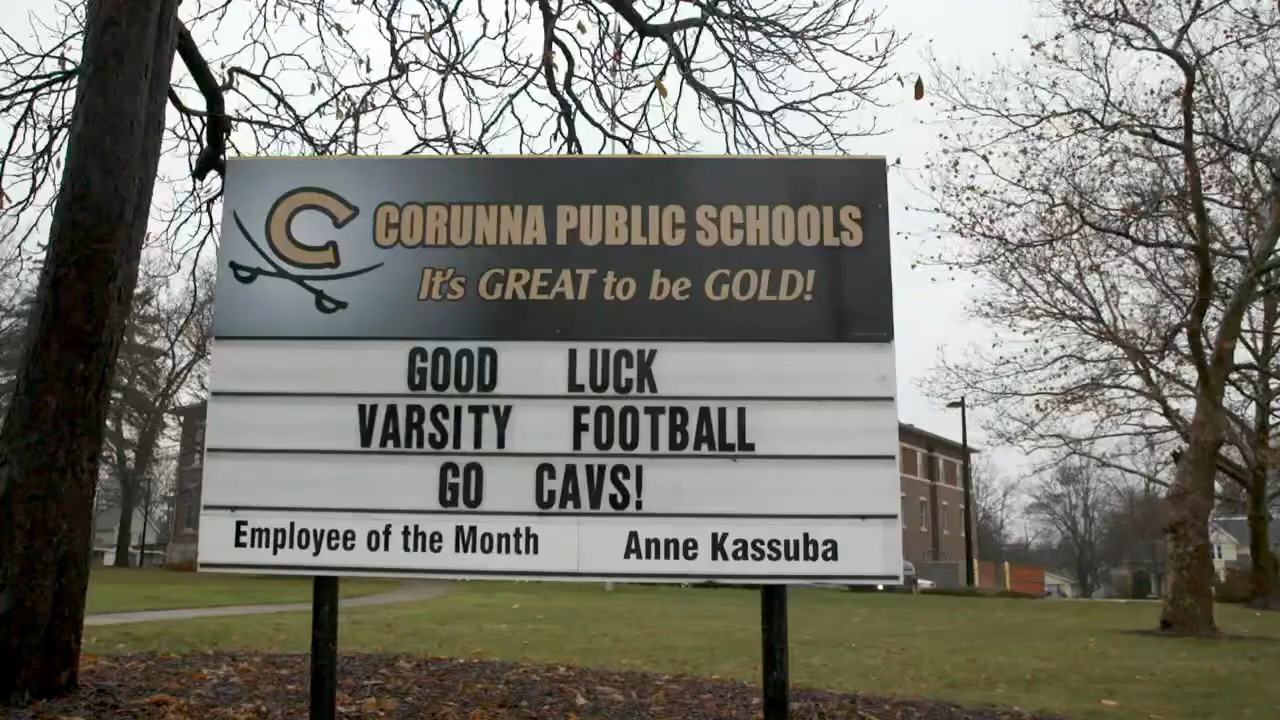 C CORUNNA PUBLIC SCHOOLS
It's GREAT to be GOLD!
GOOD LUCK
VARSITY FOOTBALL
GO CAVS!
Employee of the Month Anne Kassuba